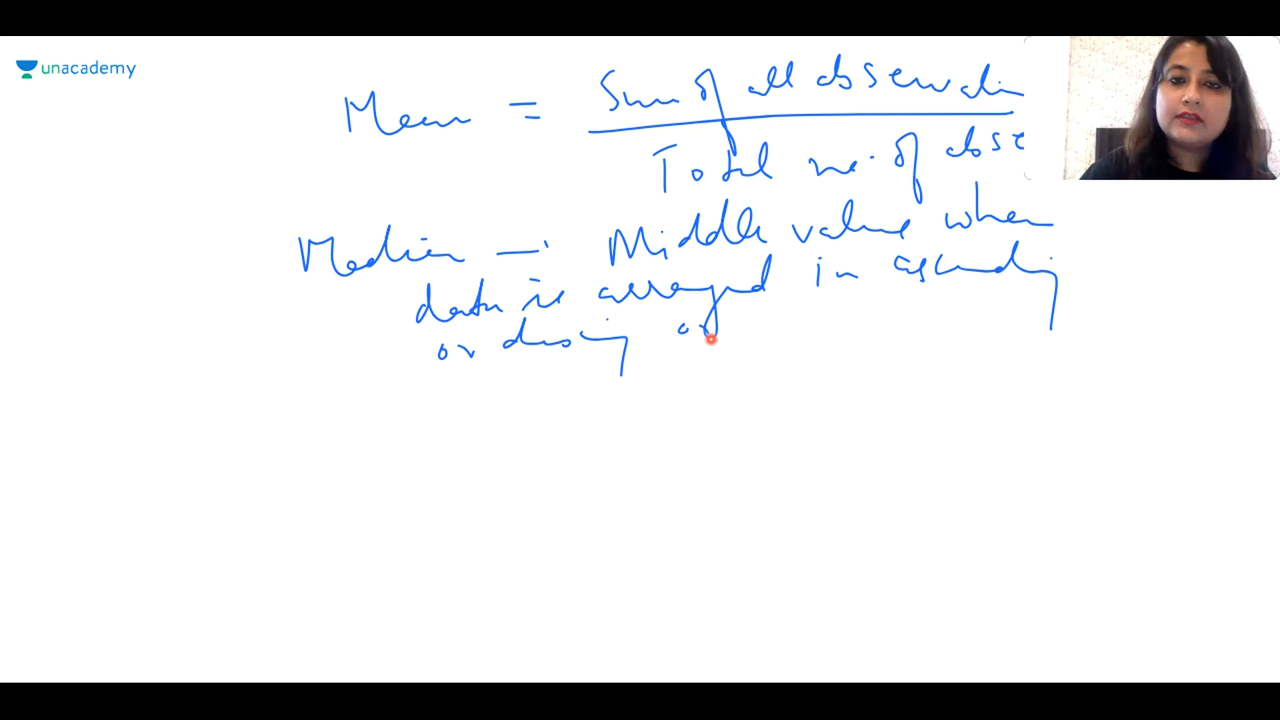 unacademy
Mean = Sum of all observation
Total no. of obse
Median → Middle value when
data is arranged in ascending
or desing or